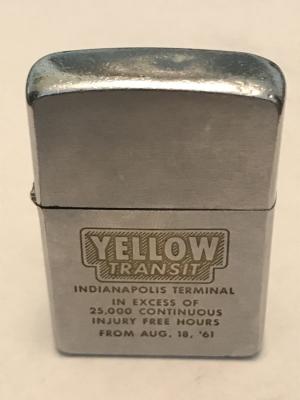 YELLOW
TRANSIT
INDIANAPOLIS TERMINAL
IN EXCESS OF
25,000 CONTINUOUS
INJURY FREE HOURS
FROM AUG. 18, '61